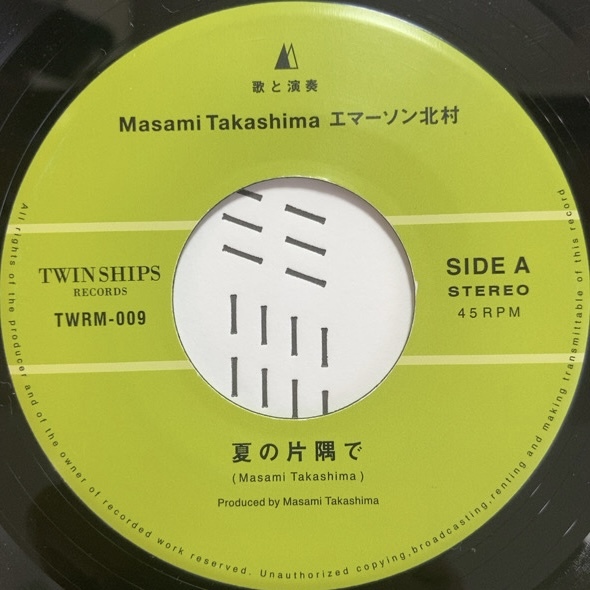 歌と演奏
Masami Takashima エマーソン北村
TWIN SHIPS
RECORDS
TWRM-009
SIDE A
STEREO
45RPM
夏の片隅で
(Masami Takashima)
Produced by Masami Takashima
All rights of the producer and of the owner of recorded work reserved. Unauthorized copying,broadcasting,renting and making transmittable of this record